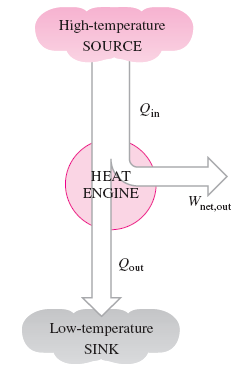 High-temperature
SOURCE
Qin
HEAT
ENGINE
Wnet,out
Qout
Low-temperature
SINK